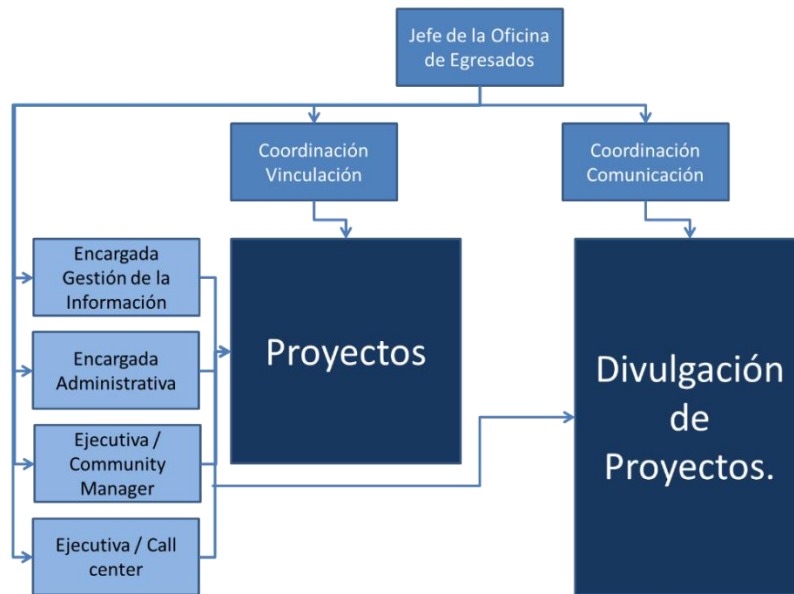 Jefe de la Oficina
de Egresados
Coordinación
Vinculación
Coordinación
Comunicación
Encargada
Gestión de la
Información
Encargada
Administrativa
Ejecutiva /
Community
Manager
Ejecutiva / Call
center
Proyectos
Divulgación
de
Proyectos.